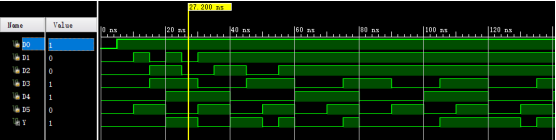 27.200 ns
Name Value
0 ns 20 ns 40 ns 60 ns 80 ns 100 ns 120 ns
D0 1
D1 0
D2 0
D3 1
D4 1
D5 0
Y 1